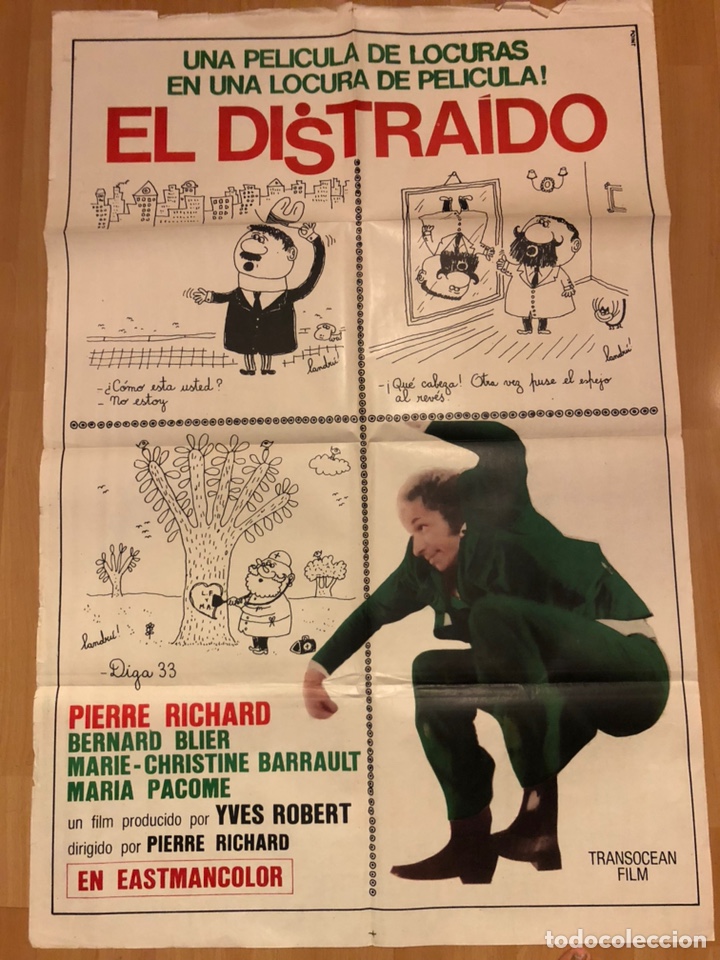 POINT
UNA PELICULA DE LOCURAS
EN UNA LOCURA DE PELICULA!
EL DISTRAÍDO
landrú!
-¿Cómo esta usted?
- No estoy
landrú!
-¡Qué cabeza! Otra vez puse el espejo
al revés-
landrú!
-Diga 33
PIERRE RICHARD
BERNARD BLIER
MARIE-CHRISTINE BARRAULT
MARIA PACOME
un film producido por YVES ROBERT
dirigido por PIERRE RICHARD
EN EASTMANCOLOR
TRANSOCEAN
FILM
todocoleccion